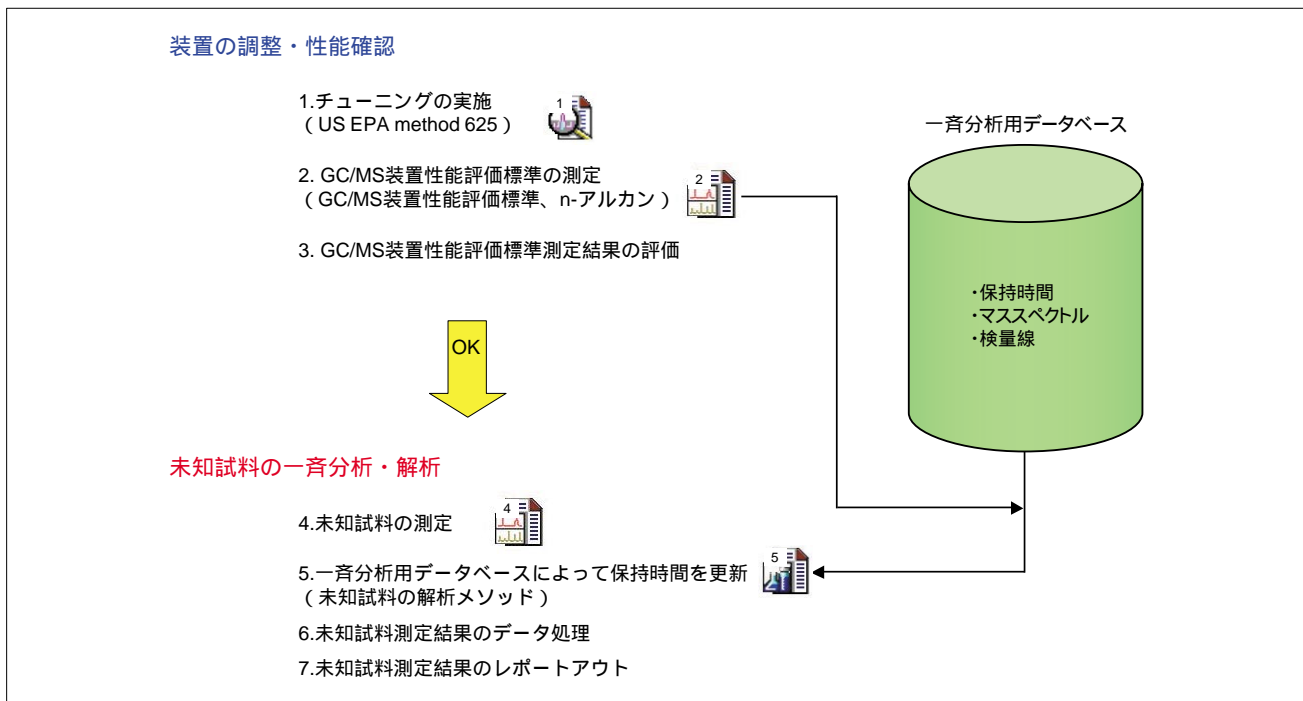 装置の調整・性能確認
1.チューニングの実施
( US EPA method 625 )
1
2. GC/MS装置性能評価標準の測定
( GC/MS装置性能評価標準、n-アルカン )
2
3. GC/MS装置性能評価標準測定結果の評価
OK
一斉分析用データベース
・保持時間
・マススペクトル
・検量線
未知試料の一斉分析・解析
4.未知試料の測定
4
5.一斉分析用データベースによって保持時間を更新
( 未知試料の解析メソッド )
5
6.未知試料測定結果のデータ処理
7.未知試料測定結果のレポートアウト